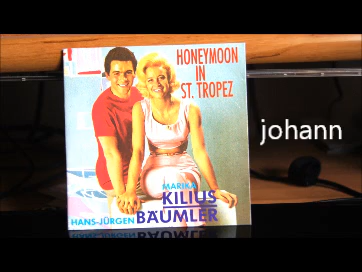 HONEYMOON
IN
ST. TROPEZ
johann
MARIKA
KILIUS
HANS-JÜRGEN BÄUMLER